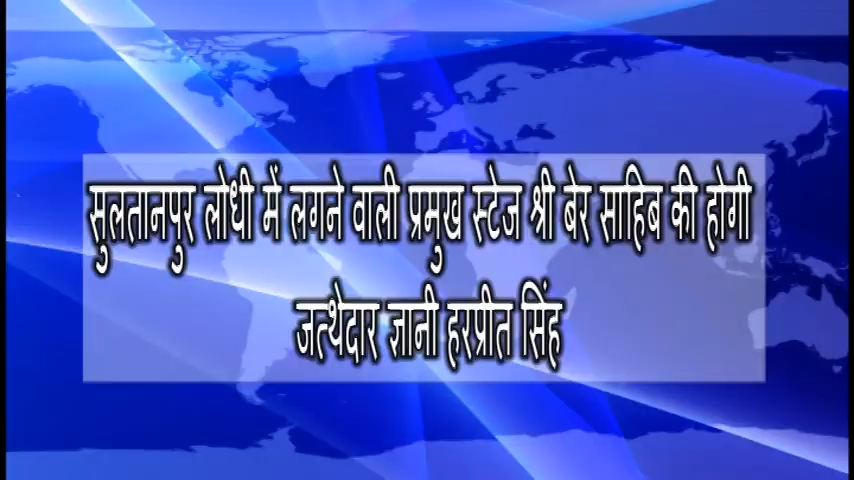 सुलतानपुर लोधी में लगने वाली प्रमुख स्टेज श्री बेर साहिब की होगी
जत्थेदार ज्ञानी हरप्रीत सिंह